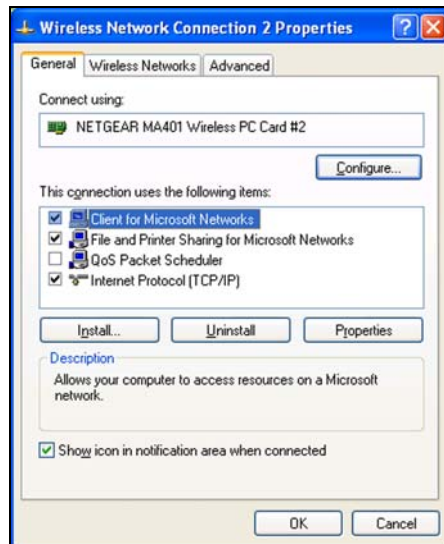 Wireless Network Connection 2 Properties
General
Wireless Networks
Advanced
Connect using:
NETGEAR MA401 Wireless PC Card #2
Configure...
This connection uses the following items:
Client for Microsoft Networks
File and Printer Sharing for Microsoft Networks
QoS Packet Scheduler
Internet Protocol (TCP/IP)
Install...
Uninstall
Properties
Description
Allows your computer to access resources on a Microsoft
network.
Show icon in notification area when connected
OK
Cancel